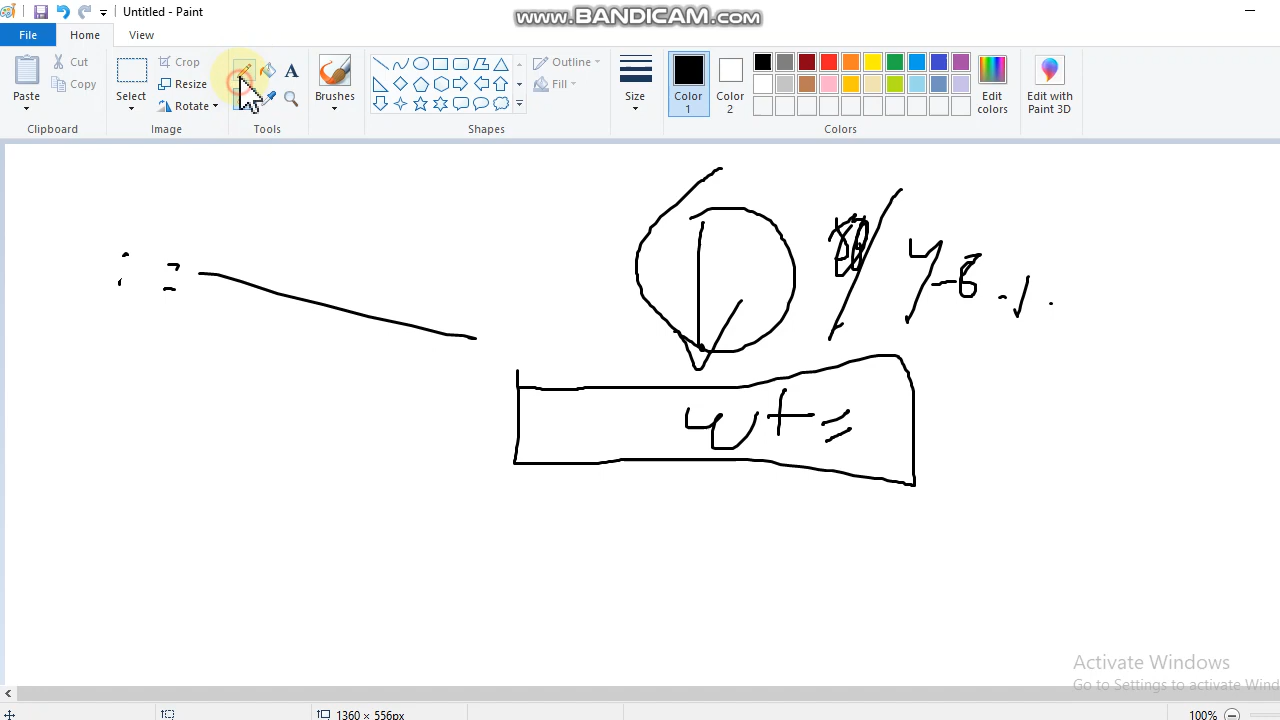 www.BANDICAM.com
Untitled - Paint
File
Home
View
Paste
Cut
Copy
Clipboard
Select
Crop
Resize
Rotate
Image
A
Tools
Brushes
Outline
Fill
Shapes
Size
Color 1
Color 2
Colors
Edit colors
Edit with Paint 3D
Activate Windows
Go to Settings to activate Wind
1360 × 556px
100%